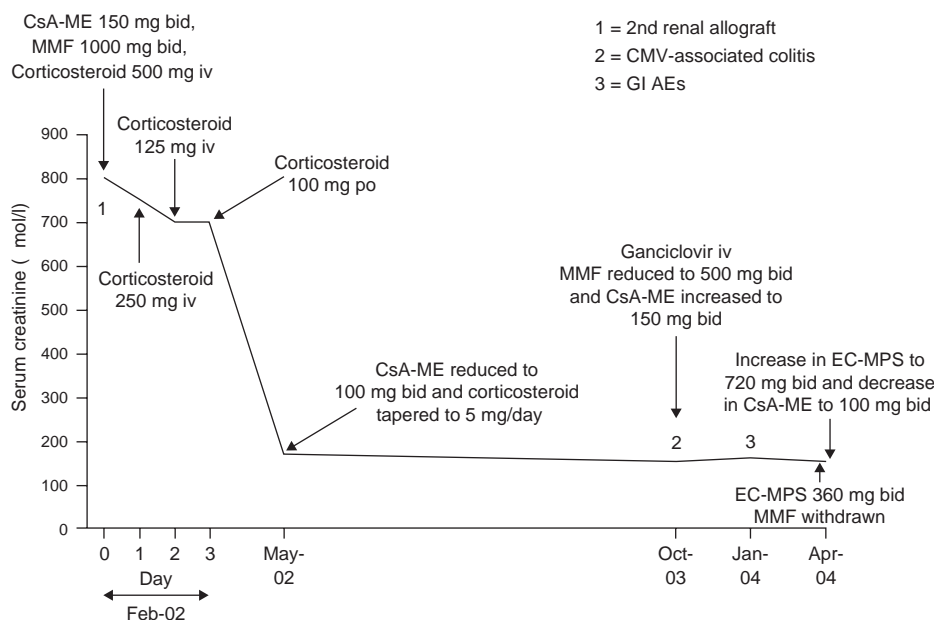 CsA-ME 150 mg bid,
MMF 1000 mg bid,
Corticosteroid 500 mg iv
1 = 2nd renal allograft
2 = CMV-associated colitis
3 = GI AEs
Corticosteroid
125 mg iv
Corticosteroid
100 mg po
Corticosteroid
250 mg iv
Ganciclovir iv
MMF reduced to 500 mg bid
and CsA-ME increased to
150 mg bid
CsA-ME reduced to
100 mg bid and corticosteroid
tapered to 5 mg/day
Increase in EC-MPS to
720 mg bid and decrease
in CsA-ME to 100 mg bid
EC-MPS 360 mg bid
MMF withdrawn
1
2
3
Serum creatinine ( mol/l)
900
800
700
600
500
400
300
200
100
0
0 1 2 3
Day
Feb-02
May-
02
Oct-
03
Jan-
04
Apr-
04